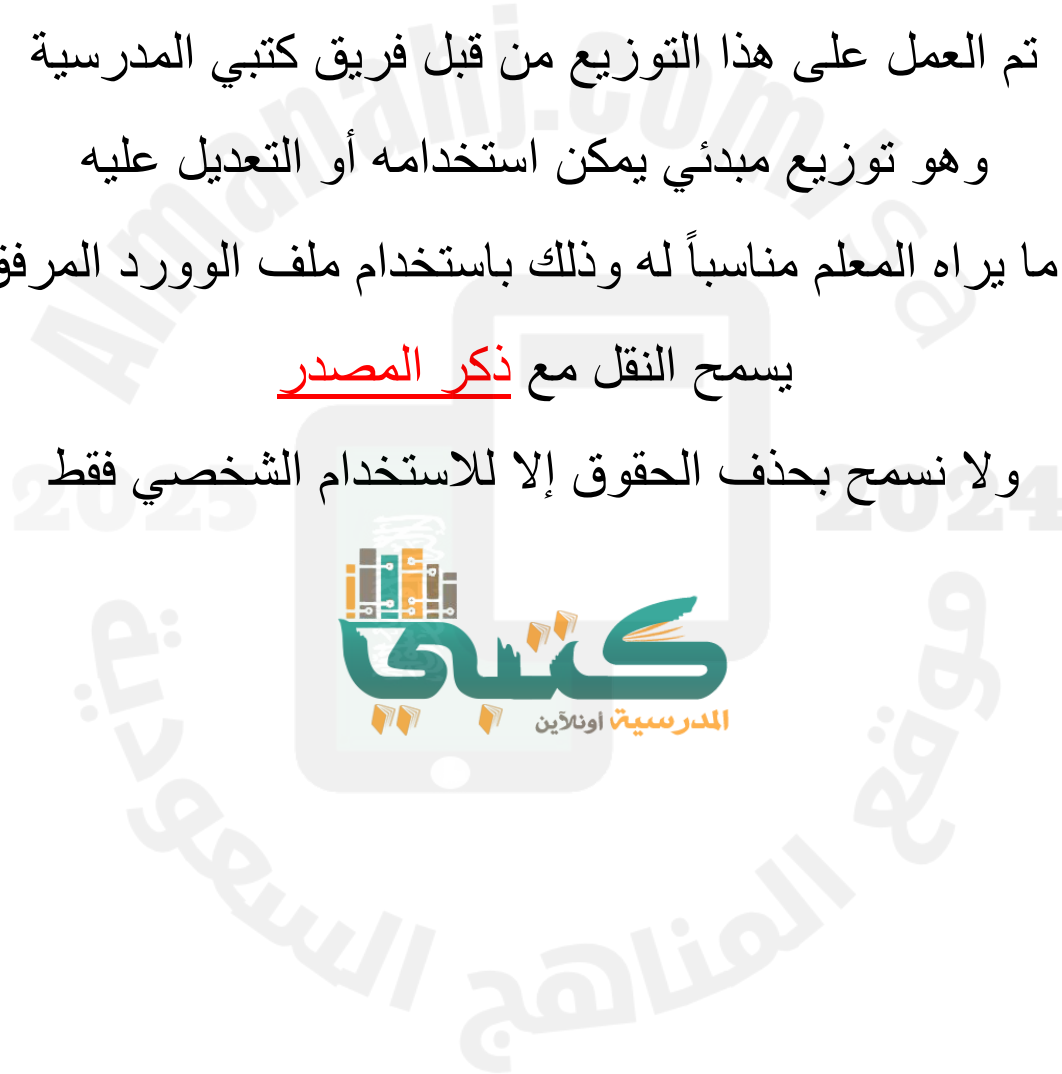 تم العمل على هذا التوزيع من قبل فريق كتبي المدرسية
وهو توزيع مبدئي يمكن استخدامه أو التعديل عليه
ما يراه المعلم مناسباً له وذلك باستخدام ملف الوورد المرفق
يسمح النقل مع ذكر المصدر
ولا نسمح بحذف الحقوق إلا للاستخدام الشخصي فقط
كتبي
المدرسية أونلاين
Almanahj.com/sa
2025 2024
موقع المناهج السعودية